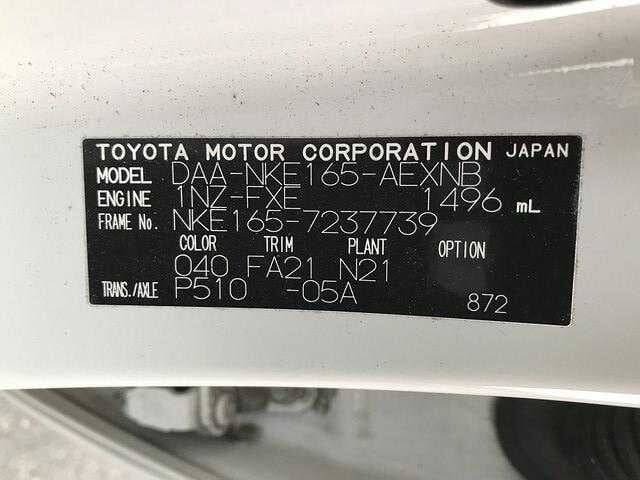 TOYOTA MOTOR CORPORATION JAPAN
MODEL DAA-NKE165-AEXNB
ENGINE 1NZ-FXE 1496 mL
FRAME No. NKE165-7237739
COLOR TRIM PLANT OPTION
040 FA21 N21
TRANS./AXLE P510 -05A 872